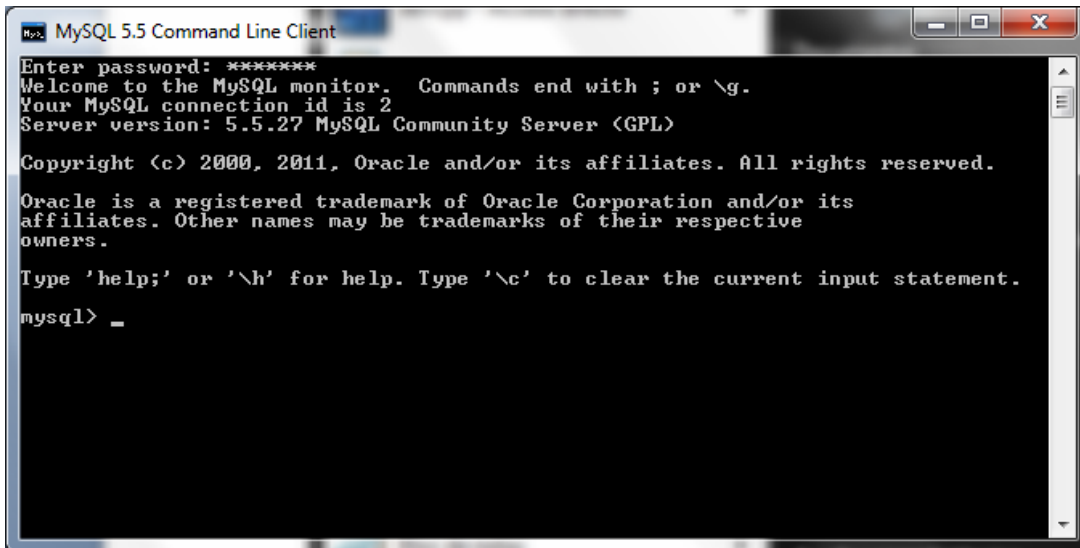 MySQL 5.5 Command Line Client
Enter password: *******
Welcome to the MySQL monitor.  Commands end with ; or \g.
Your MySQL connection id is 2
Server version: 5.5.27 MySQL Community Server (GPL)
Copyright (c) 2000, 2011, Oracle and/or its affiliates. All rights reserved.
Oracle is a registered trademark of Oracle Corporation and/or its
affiliates. Other names may be trademarks of their respective
owners.
Type 'help;' or '\h' for help. Type '\c' to clear the current input statement.
mysql> _